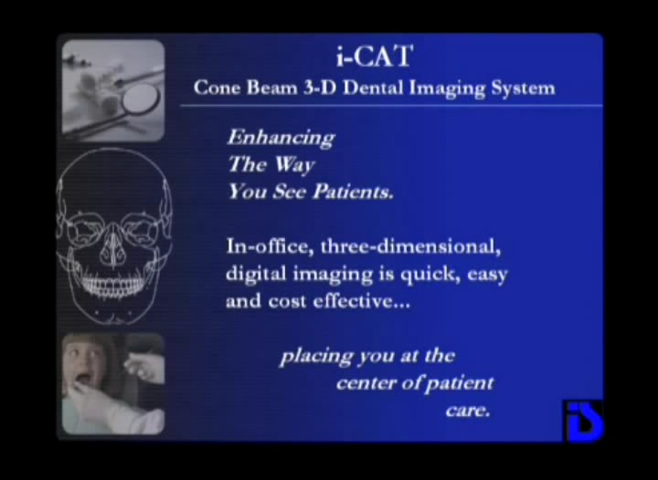 i-CAT
Cone Beam 3-D Dental Imaging System
Enhancing
The Way
You See Patients.
In-office, three-dimensional,
digital imaging is quick, easy
and cost effective...
placing you at the
center of patient
care.
iS